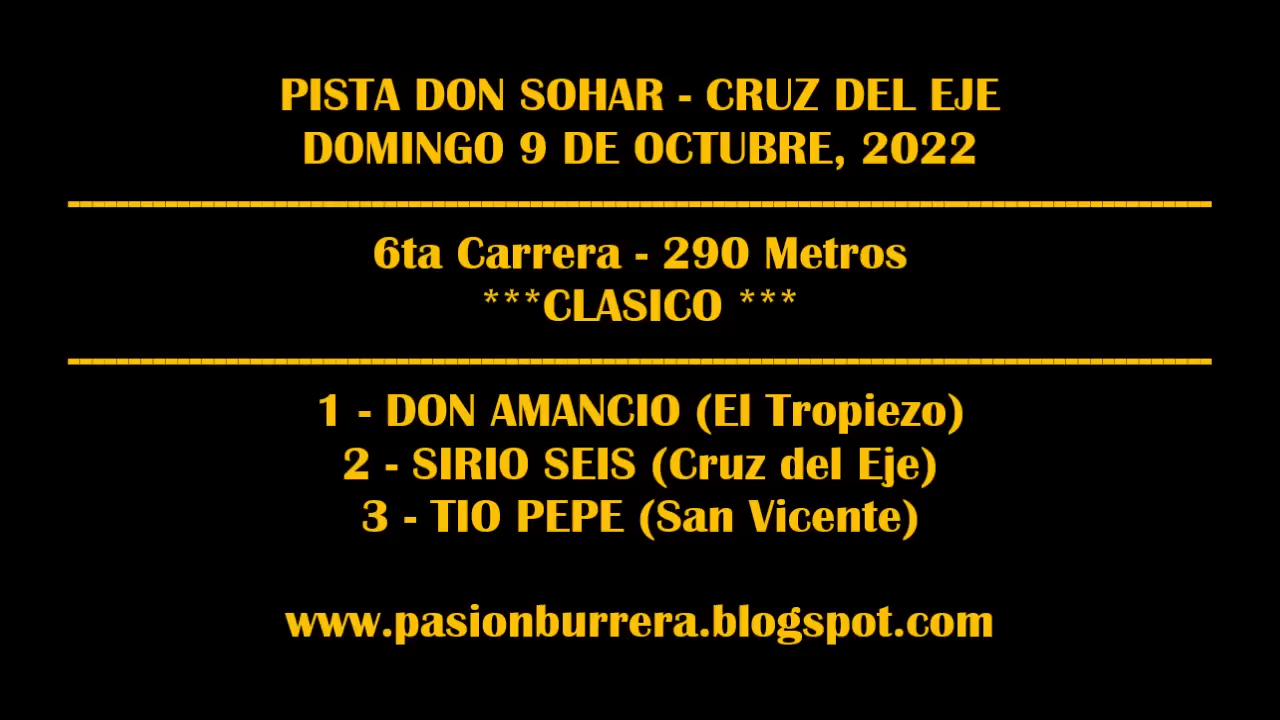 PISTA DON SOHAR - CRUZ DEL EJE
DOMINGO 9 DE OCTUBRE, 2022
6ta Carrera - 290 Metros
***CLASICO ***
1 - DON AMANCIO (El Tropiezo)
2 - SIRIO SEIS (Cruz del Eje)
3 - TIO PEPE (San Vicente)
www.pasionburrera.blogspot.com